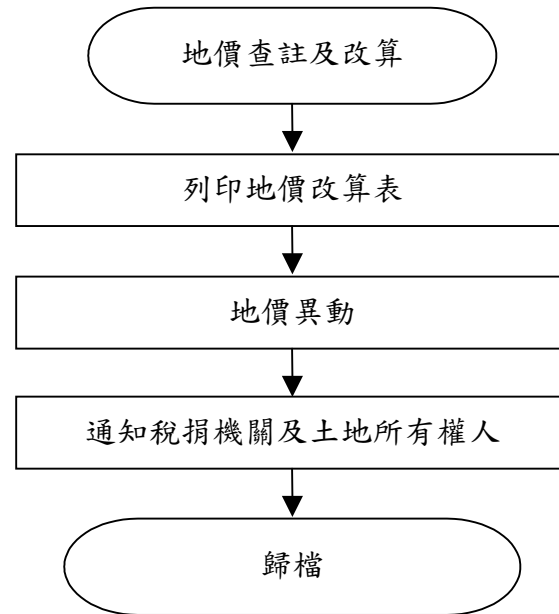 地價查註及改算
列印地價改算表
地價異動
通知稅捐機關及土地所有權人
歸檔